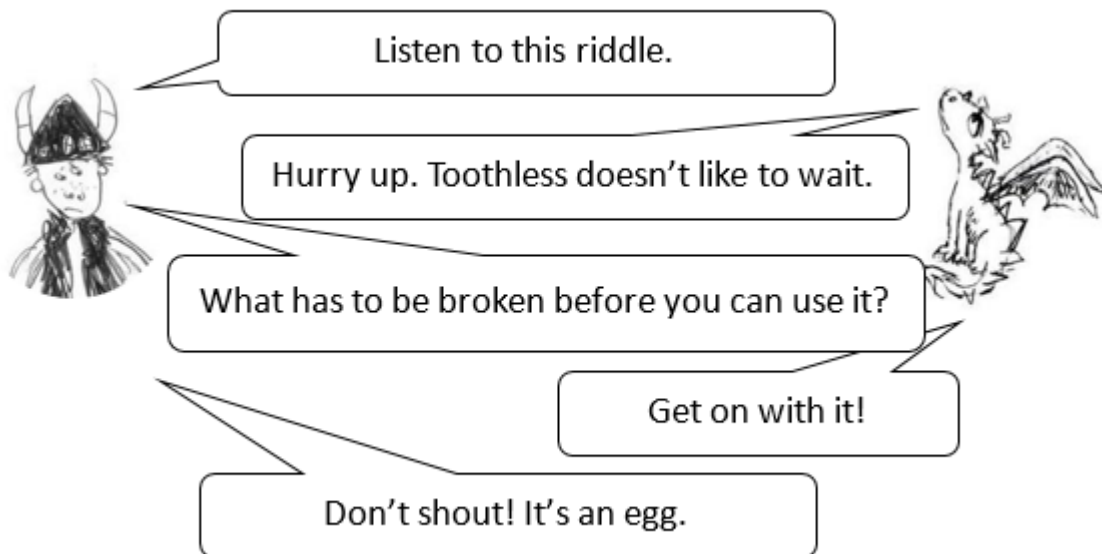 Listen to this riddle.
Hurry up. Toothless doesn’t like to wait.
What has to be broken before you can use it?
Get on with it!
Don’t shout! It’s an egg.